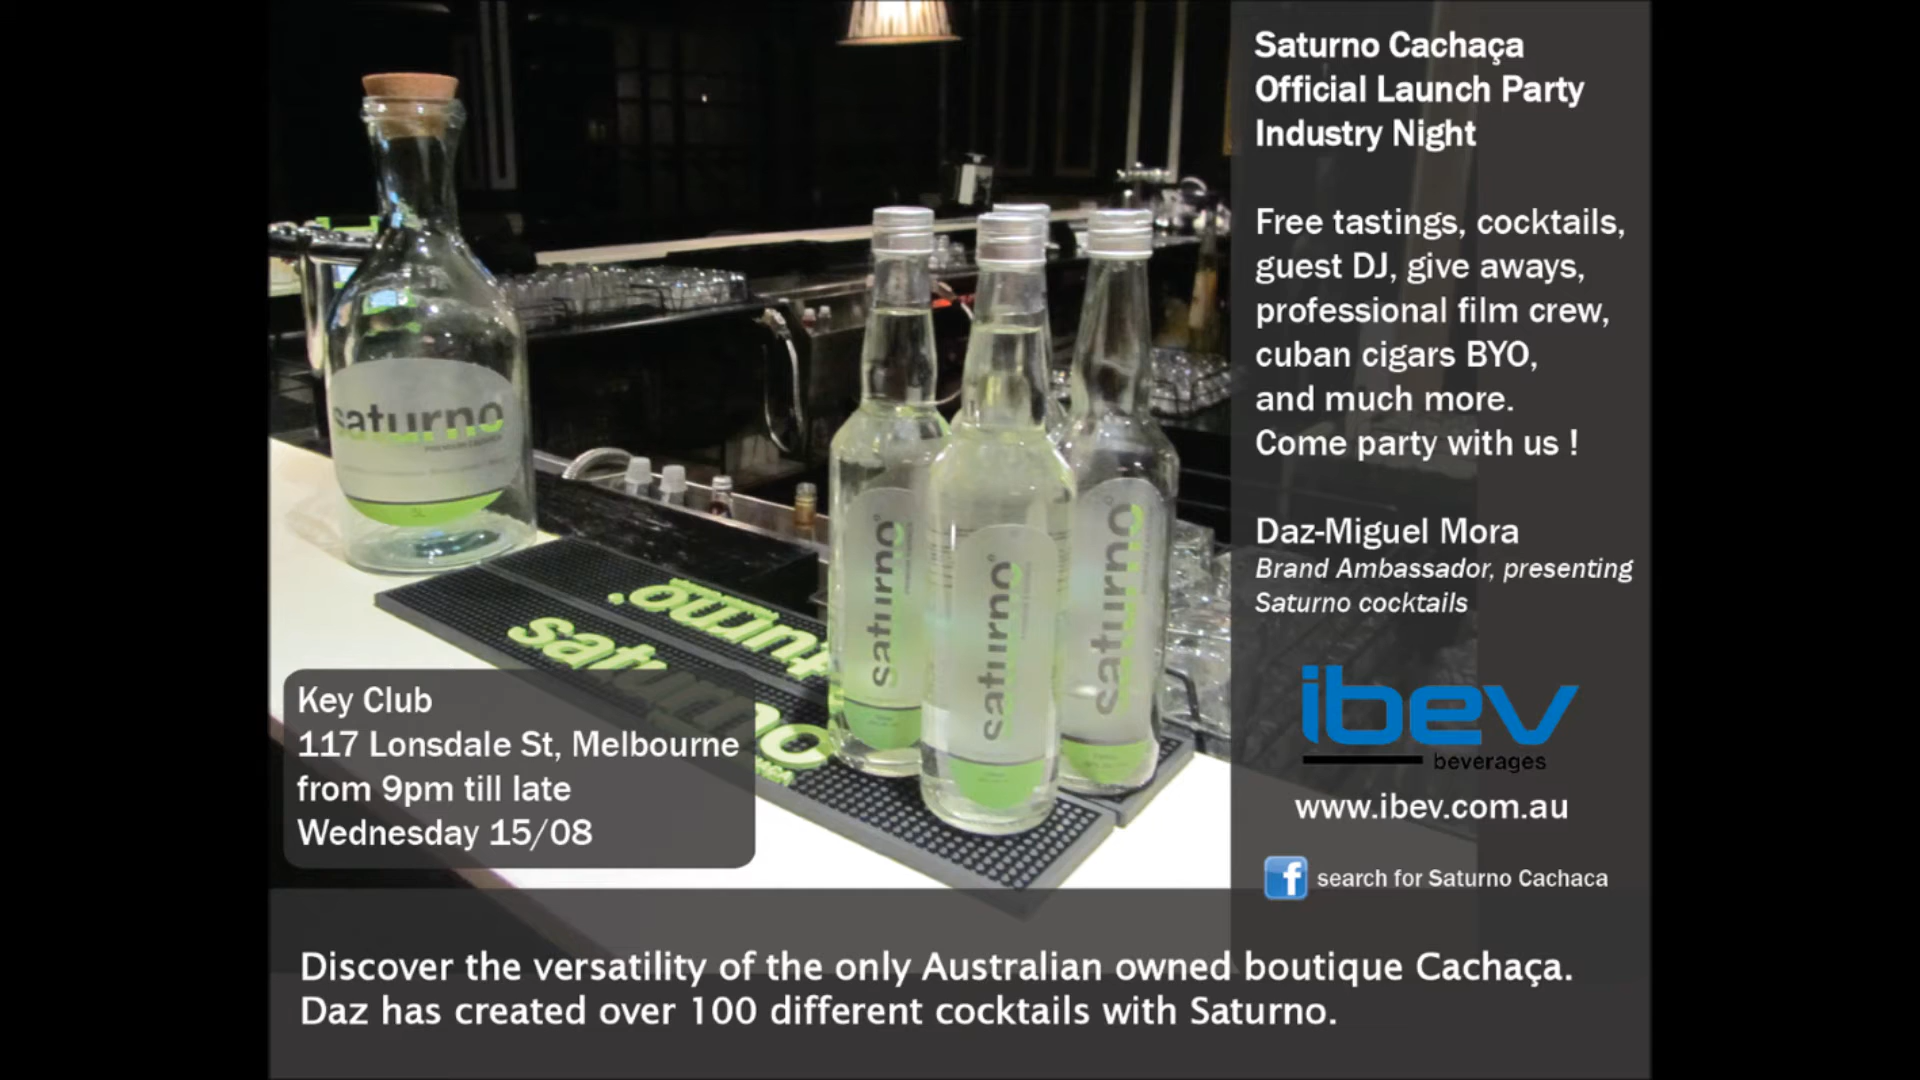 Saturno Cachaça
Official Launch Party
Industry Night
Free tastings, cocktails,
guest DJ, give aways,
professional film crew,
cuban cigars BYO,
and much more.
Come party with us !
Daz-Miguel Mora
Brand Ambassador, presenting
Saturno cocktails
ibev
beverages
www.ibev.com.au
f search for Saturno Cachaca
saturno
saturno
saturno
saturno
saturno.
saturno
Key Club
117 Lonsdale St, Melbourne
from 9pm till late
Wednesday 15/08
Discover the versatility of the only Australian owned boutique Cachaça.
Daz has created over 100 different cocktails with Saturno.